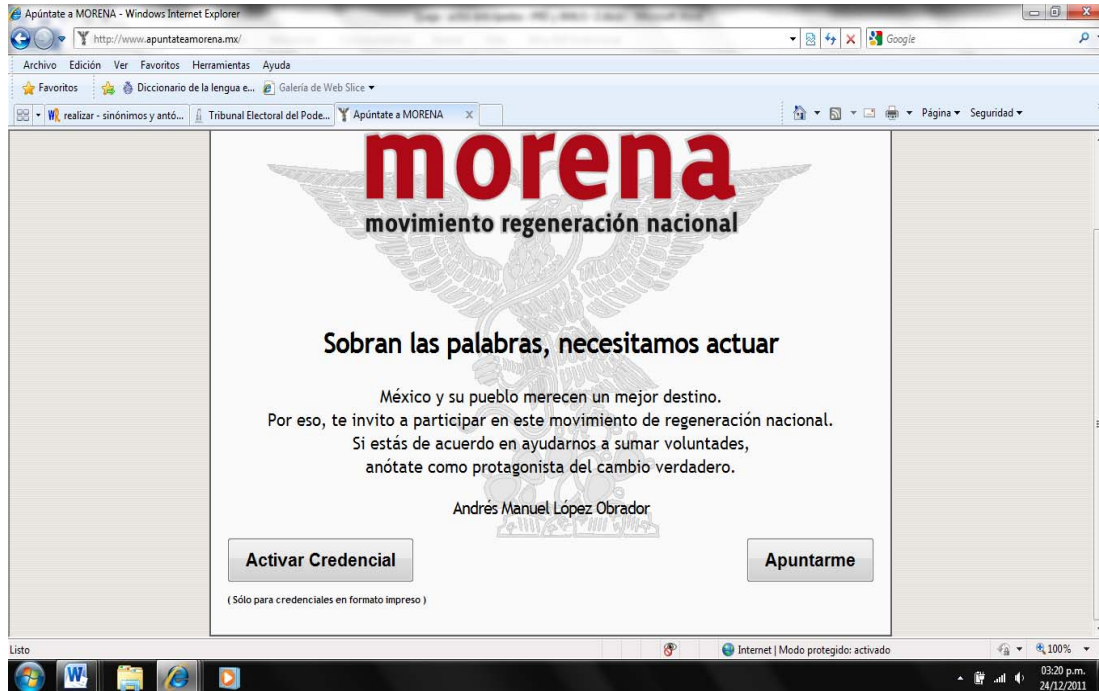 Apúntate a MORENA - Windows Internet Explorer
http://www.apuntateamorena.mx/
Google
Archivo Edición Ver Favoritos Herramientas Ayuda
Favoritos Diccionario de la lengua e... Galería de Web Slice
realizar - sinónimos y antó... Tribunal Electoral del Pode... Apúntate a MORENA X Página Seguridad
morena
movimiento regeneración nacional
Sobran las palabras, necesitamos actuar
México y su pueblo merecen un mejor destino.
Por eso, te invito a participar en este movimiento de regeneración nacional.
Si estás de acuerdo en ayudarnos a sumar voluntades,
anótate como protagonista del cambio verdadero.
Andrés Manuel López Obrador
Activar Credencial Apuntarme
( Sólo para credenciales en formato impreso )
Listo Internet | Modo protegido: activado 100%
03:20 p.m.
24/12/2011